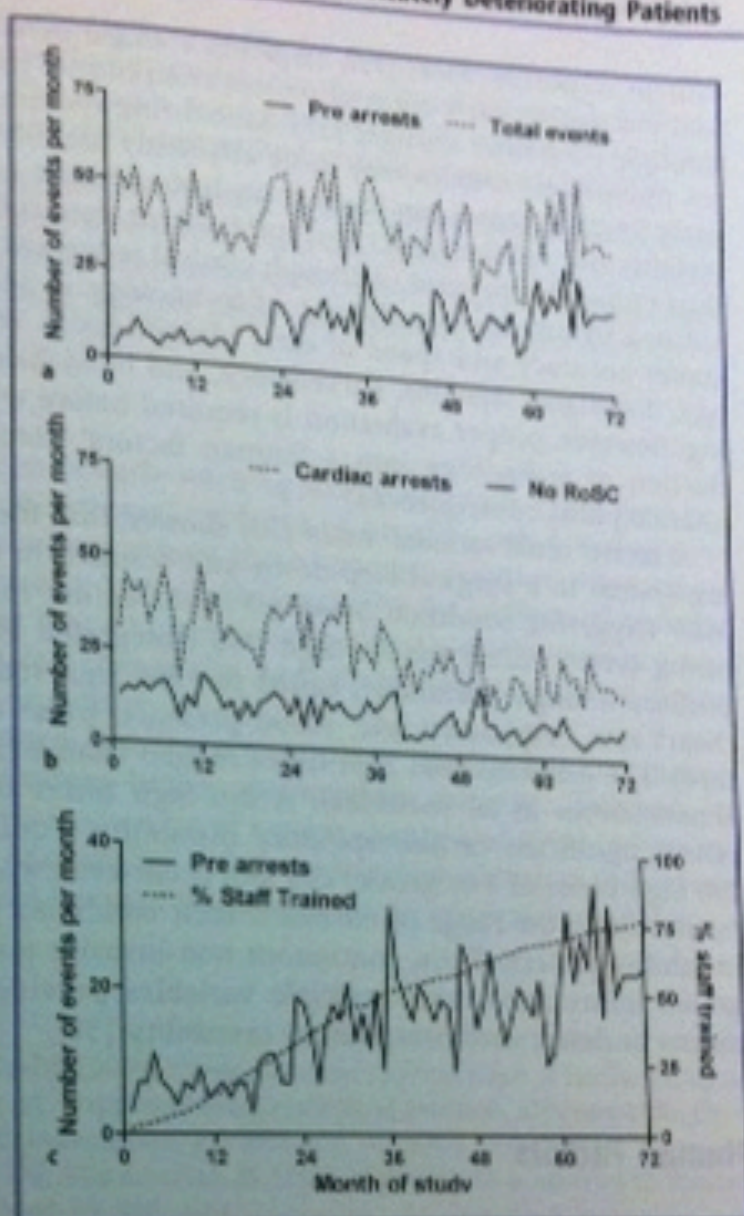 Deteriorating Patients
Number of events per month
75
50
25
0
Pre arrests Total events
0 12 24 36 48 60 72
a
Number of events per month
75
50
25
0
Cardiac arrests No RoSC
0 12 24 36 48 60 72
b
Number of events per month
40
20
0
Pre arrests
% Staff Trained
100
75
50
25
0
% staff trained
0 12 24 36 48 60 72
c
Month of study